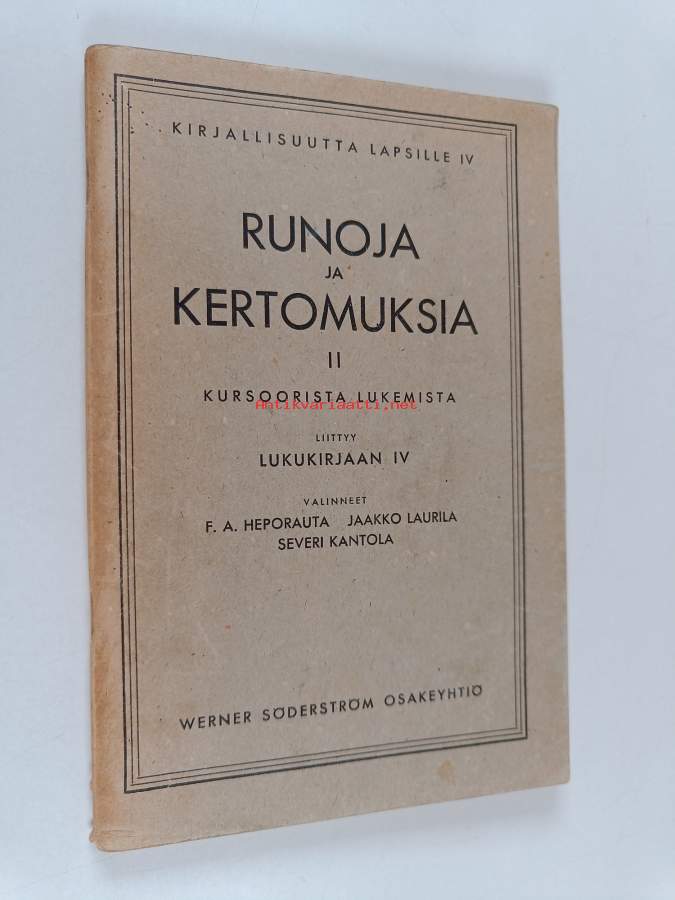 KIRJALLISUUTTA LAPSILLE IV
RUNOJA
JA
KERTOMUKSIA
II
KURSOORISTA LUKEMISTA
Antikvariaatti.net
LIITTYY
LUKUKIRJAAN IV
VALINNEET
F. A. HEPORAUTA JAAKKO LAURILA
SEVERI KANTOLA
WERNER SÖDERSTRÖM OSAKEYHTIÖ